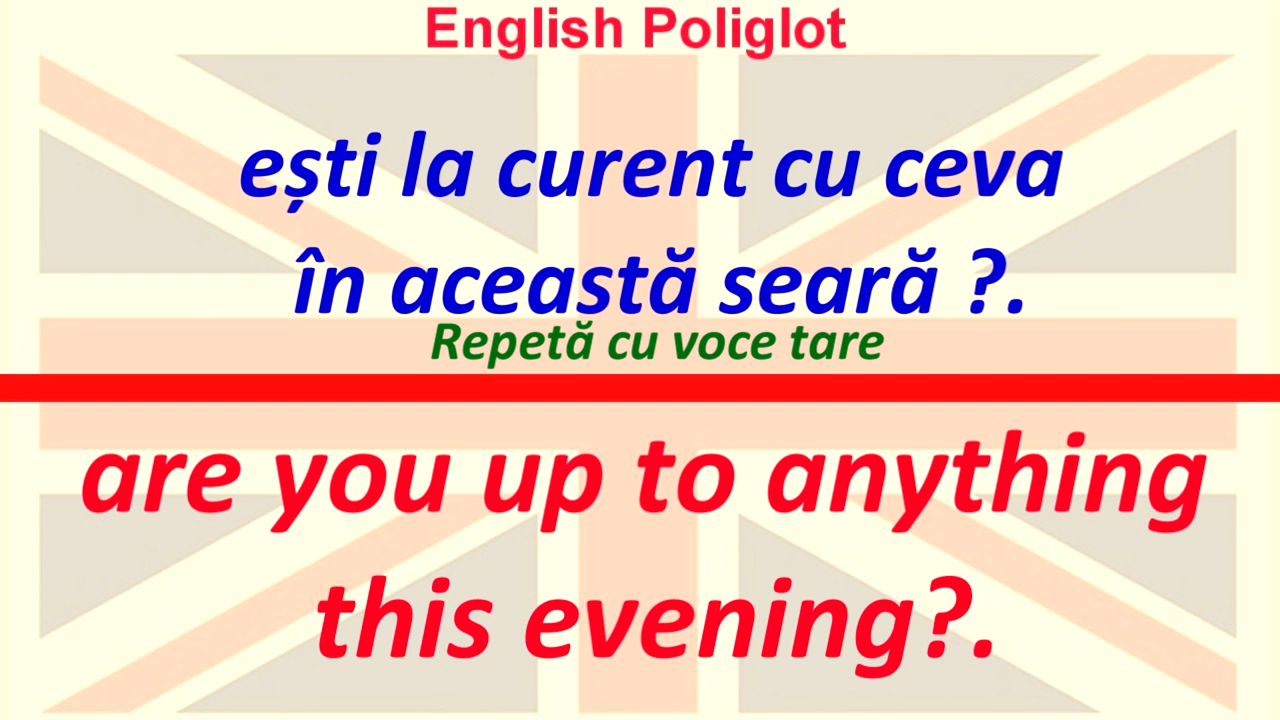 English Poliglot
ești la curent cu ceva
în această seară ?.
Repetă cu voce tare
are you up to anything
this evening?.